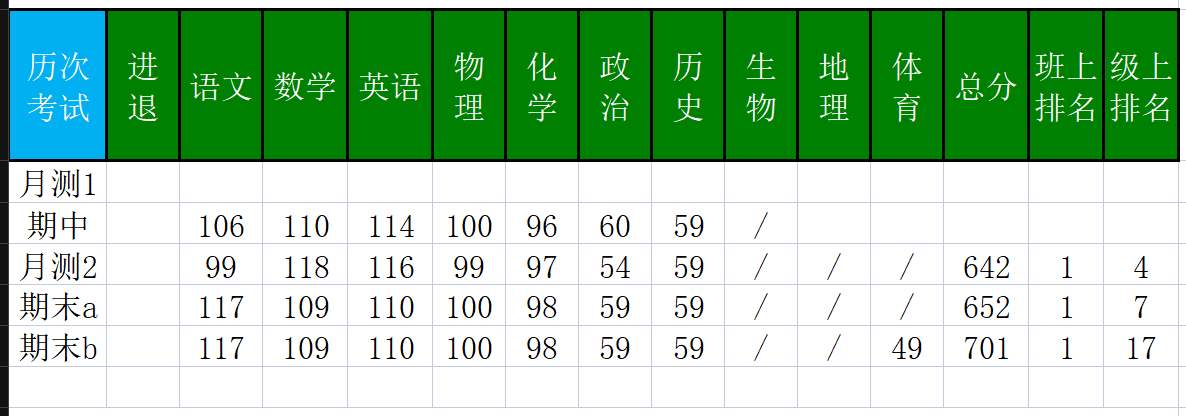 历次考试 进退 语文 数学 英语 物理 化学 政治 历史 生物 地理 体育 总分 班上排名 级上排名
月测1
期中 106 110 114 100 96 60 59 /
月测2 99 118 116 99 97 54 59 / / / 642 1 4
期末a 117 109 110 100 98 59 59 / / / 652 1 7
期末b 117 109 110 100 98 59 59 / / 49 701 1 17